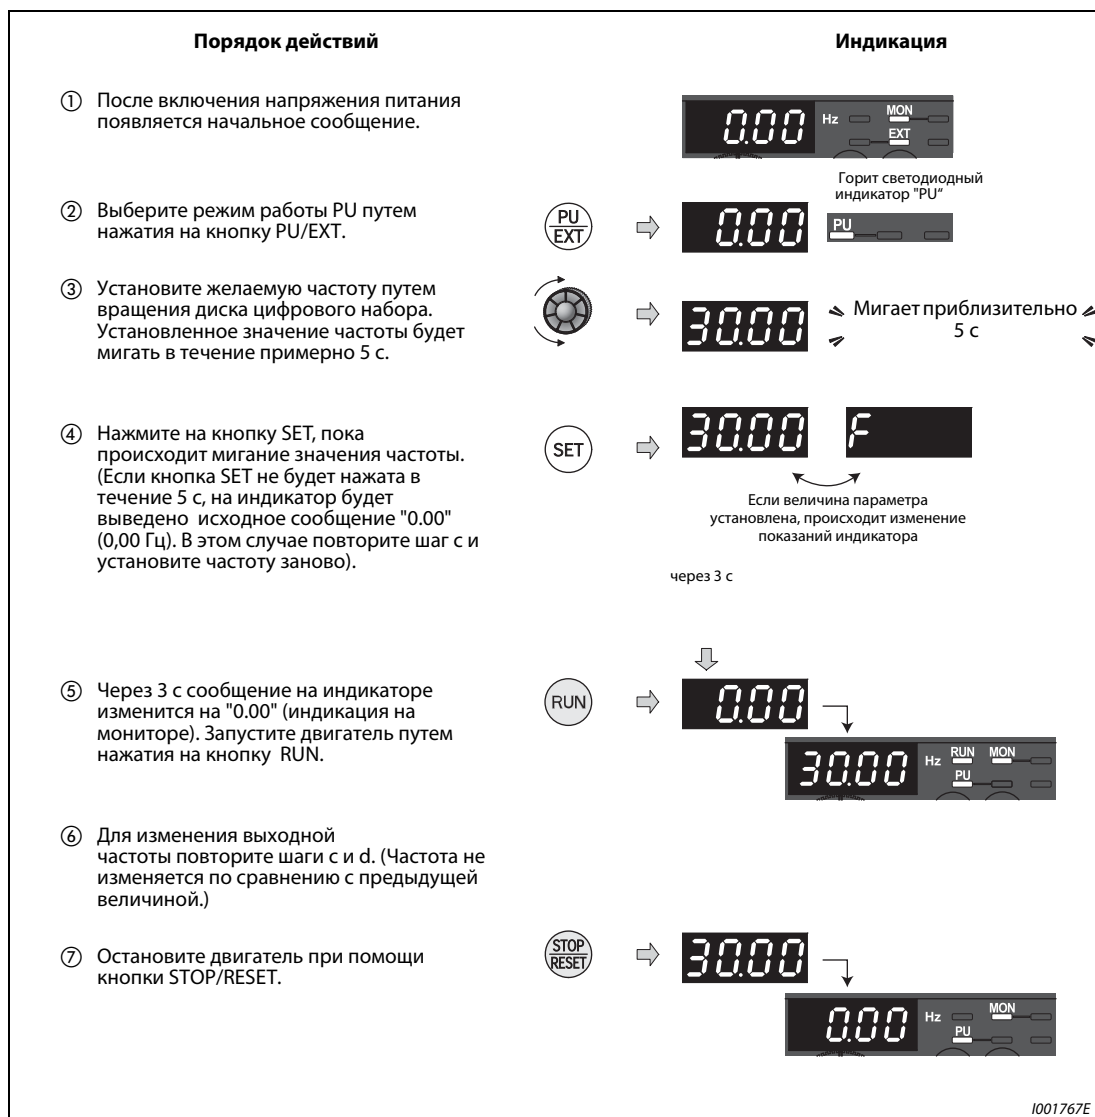 Порядок действий
Индикация
① После включения напряжения питания
появляется начальное сообщение.
0.00 Hz MON
EXT
② Выберите режим работы PU путем
нажатия на кнопку PU/EXT.
PU
EXT
0.00
Горит светодиодный
индикатор "PU“
PU
③ Установите желаемую частоту путем
вращения диска цифрового набора.
Установленное значение частоты будет
мигать в течение примерно 5 с.
30.00
Мигает приблизительно
5 с
④ Нажмите на кнопку SET, пока
происходит мигание значения частоты.
(Если кнопка SET не будет нажата в
течение 5 с, на индикатор будет
выведено исходное сообщение "0.00"
(0,00 Гц). В этом случае повторите шаг c и
установите частоту заново).
SET
30.00 F
Если величина параметра
установлена, происходит изменение
показаний индикатора
через 3 с
⑤ Через 3 с сообщение на индикаторе
изменится на "0.00" (индикация на
мониторе). Запустите двигатель путем
нажатия на кнопку RUN.
RUN
0.00
30.00 Hz RUN MON
PU
⑥ Для изменения выходной
частоты повторите шаги c и d. (Частота не
изменяется по сравнению с предыдущей
величиной.)
⑦ Остановите двигатель при помощи
кнопки STOP/RESET.
STOP
RESET
30.00
0.00 Hz MON
PU
I001767E